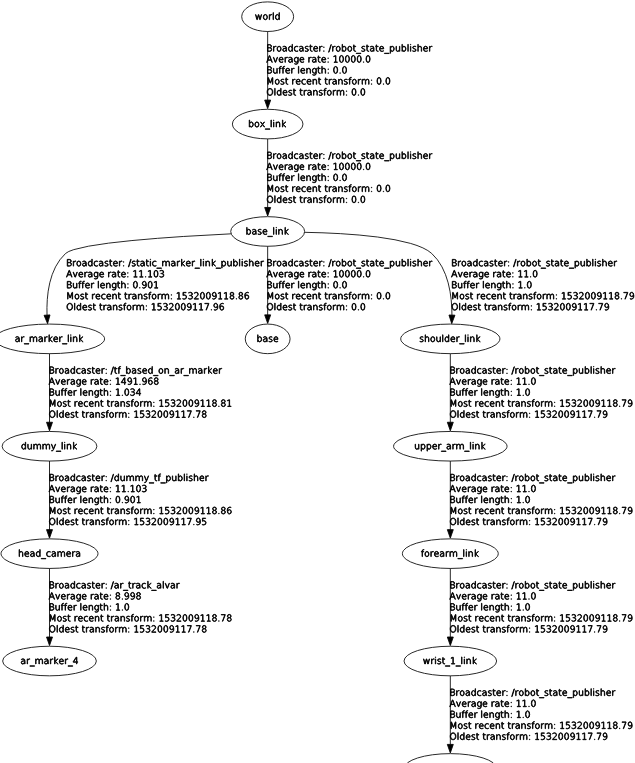 world
Broadcaster: /robot_state_publisher
Average rate: 10000.0
Buffer length: 0.0
Most recent transform: 0.0
Oldest transform: 0.0
box_link
Broadcaster: /robot_state_publisher
Average rate: 10000.0
Buffer length: 0.0
Most recent transform: 0.0
Oldest transform: 0.0
base_link
Broadcaster: /static_marker_link_publisher
Average rate: 11.103
Buffer length: 0.901
Most recent transform: 1532009118.86
Oldest transform: 1532009117.96
Broadcaster: /robot_state_publisher
Average rate: 10000.0
Buffer length: 0.0
Most recent transform: 0.0
Oldest transform: 0.0
Broadcaster: /robot_state_publisher
Average rate: 11.0
Buffer length: 1.0
Most recent transform: 1532009118.79
Oldest transform: 1532009117.79
ar_marker_link
base
shoulder_link
Broadcaster: /tf_based_on_ar_marker
Average rate: 1491.968
Buffer length: 1.034
Most recent transform: 1532009118.81
Oldest transform: 1532009117.78
Broadcaster: /robot_state_publisher
Average rate: 11.0
Buffer length: 1.0
Most recent transform: 1532009118.79
Oldest transform: 1532009117.79
dummy_link
upper_arm_link
Broadcaster: /dummy_tf_publisher
Average rate: 11.103
Buffer length: 0.901
Most recent transform: 1532009118.86
Oldest transform: 1532009117.95
Broadcaster: /robot_state_publisher
Average rate: 11.0
Buffer length: 1.0
Most recent transform: 1532009118.79
Oldest transform: 1532009117.79
head_camera
forearm_link
Broadcaster: /ar_track_alvar
Average rate: 8.998
Buffer length: 1.0
Most recent transform: 1532009118.78
Oldest transform: 1532009117.78
Broadcaster: /robot_state_publisher
Average rate: 11.0
Buffer length: 1.0
Most recent transform: 1532009118.79
Oldest transform: 1532009117.79
ar_marker_4
wrist_1_link
Broadcaster: /robot_state_publisher
Average rate: 11.0
Buffer length: 1.0
Most recent transform: 1532009118.79
Oldest transform: 1532009117.79